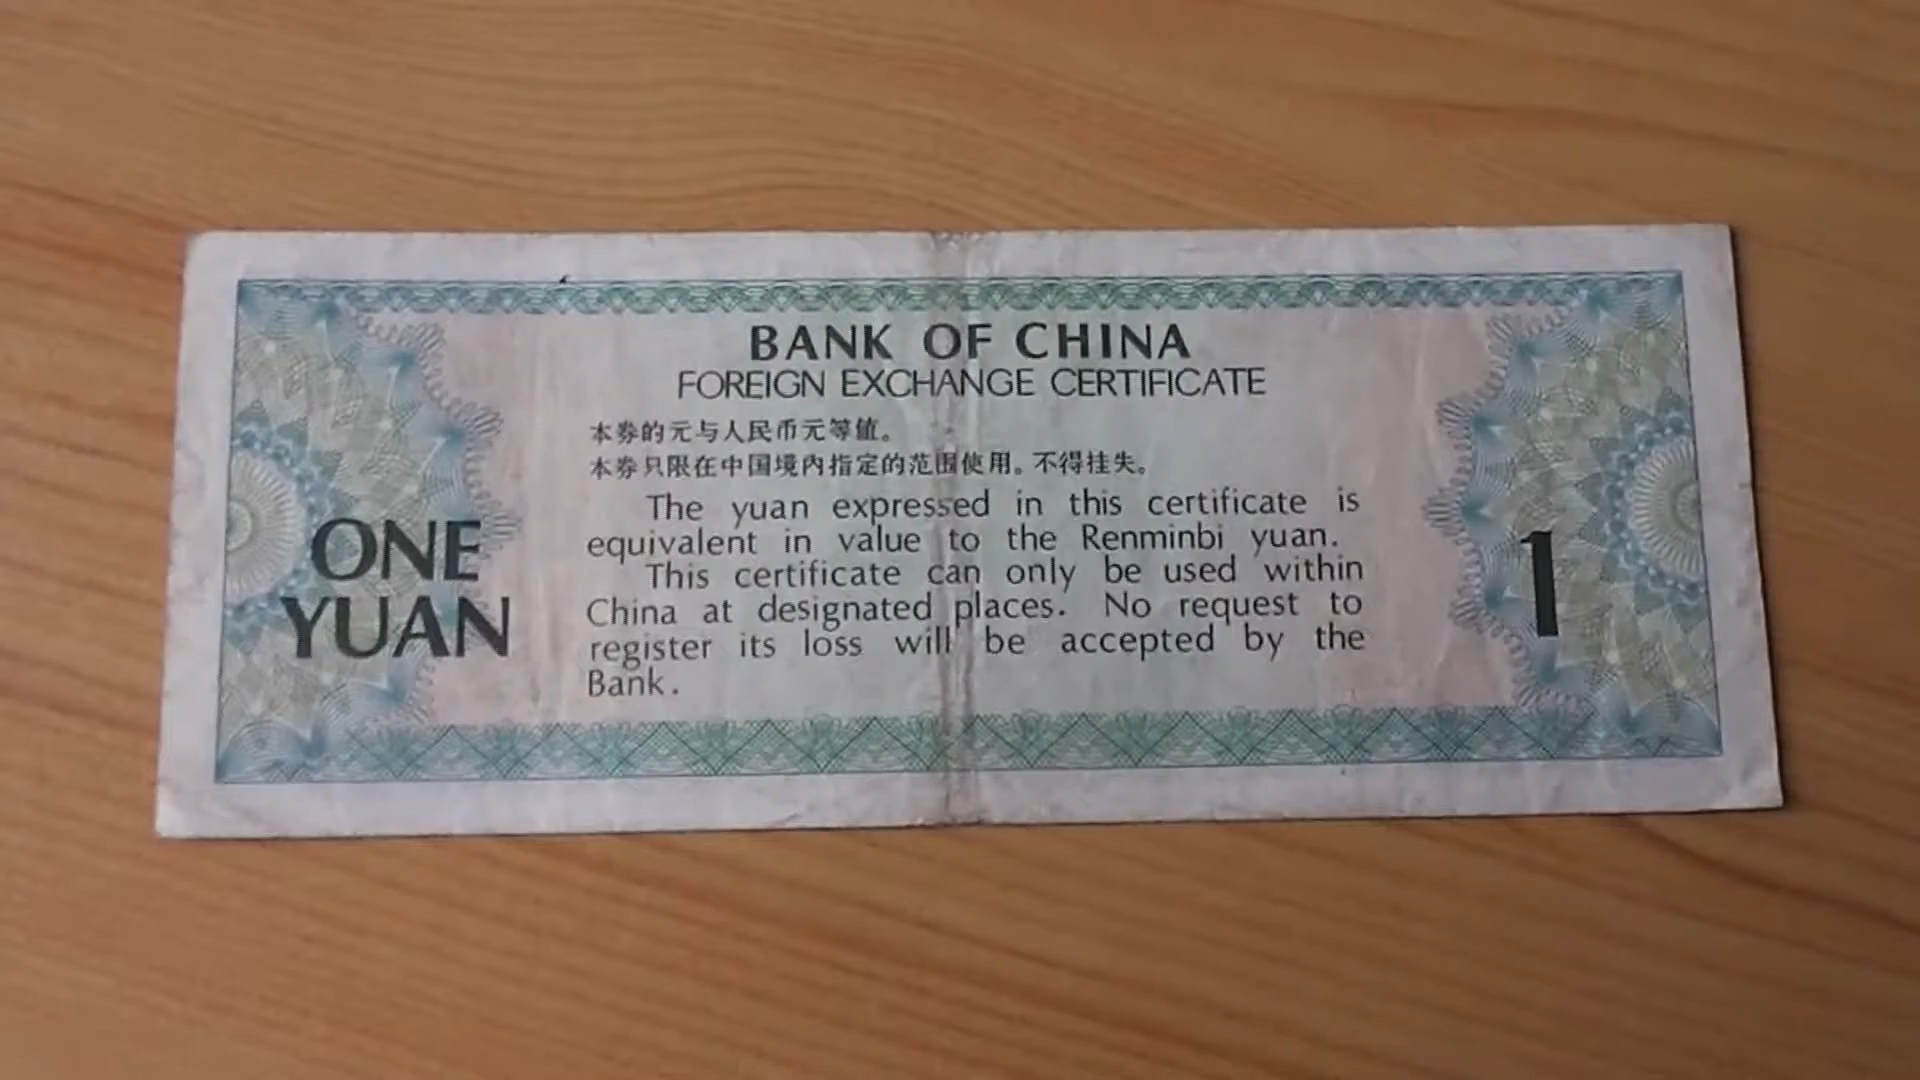 BANK OF CHINA
FOREIGN EXCHANGE CERTIFICATE
本券的元与人民币元等值。
本券只限在中国境内指定的范围使用。不得挂失。
The yuan expressed in this certificate is
equivalent in value to the Renminbi yuan.
This certificate can only be used within
China at designated places. No request to
register its loss will be accepted by the
Bank.
ONE
YUAN
1